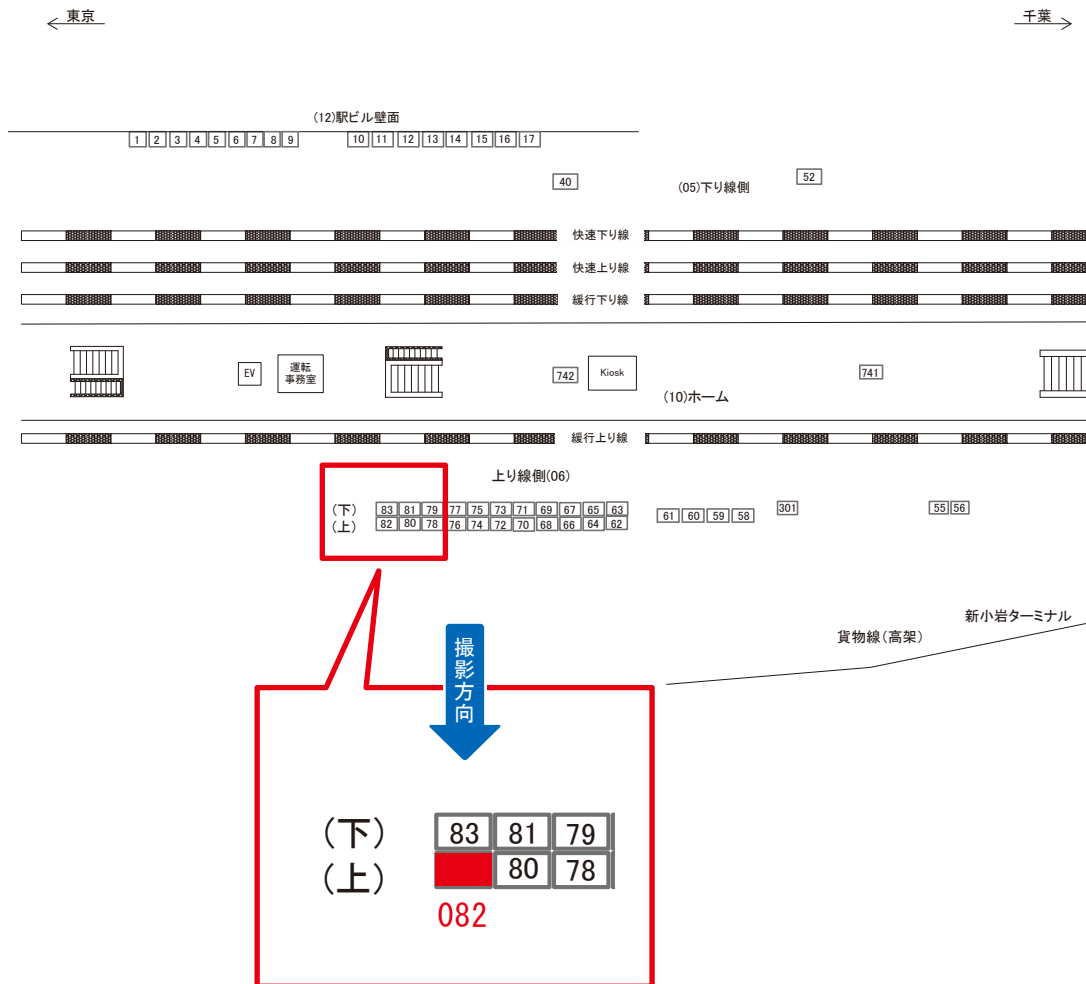 東京
千葉
(12)駅ビル壁面
1 2 3 4 5 6 7 8 9 10 11 12 13 14 15 16 17
40
(05)下り線側
52
快速下り線
快速上り線
緩行下り線
EV
運転
事務室
742
Kiosk
741
(10)ホーム
緩行上り線
上り線側(06)
(下) 83 81 79 77 75 73 71 69 67 65 63
(上) 82 80 78 76 74 72 70 68 66 64 62
61 60 59 58
301
55 56
新小岩ターミナル
貨物線(高架)
撮影方向
(下) 83 81 79
(上) 80 78
082